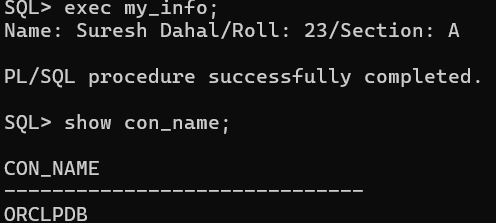 SQL> exec my_info;
Name: Suresh Dahal/Roll: 23/Section: A
PL/SQL procedure successfully completed.
SQL> show con_name;
CON_NAME
------------------------------
ORCLPDB